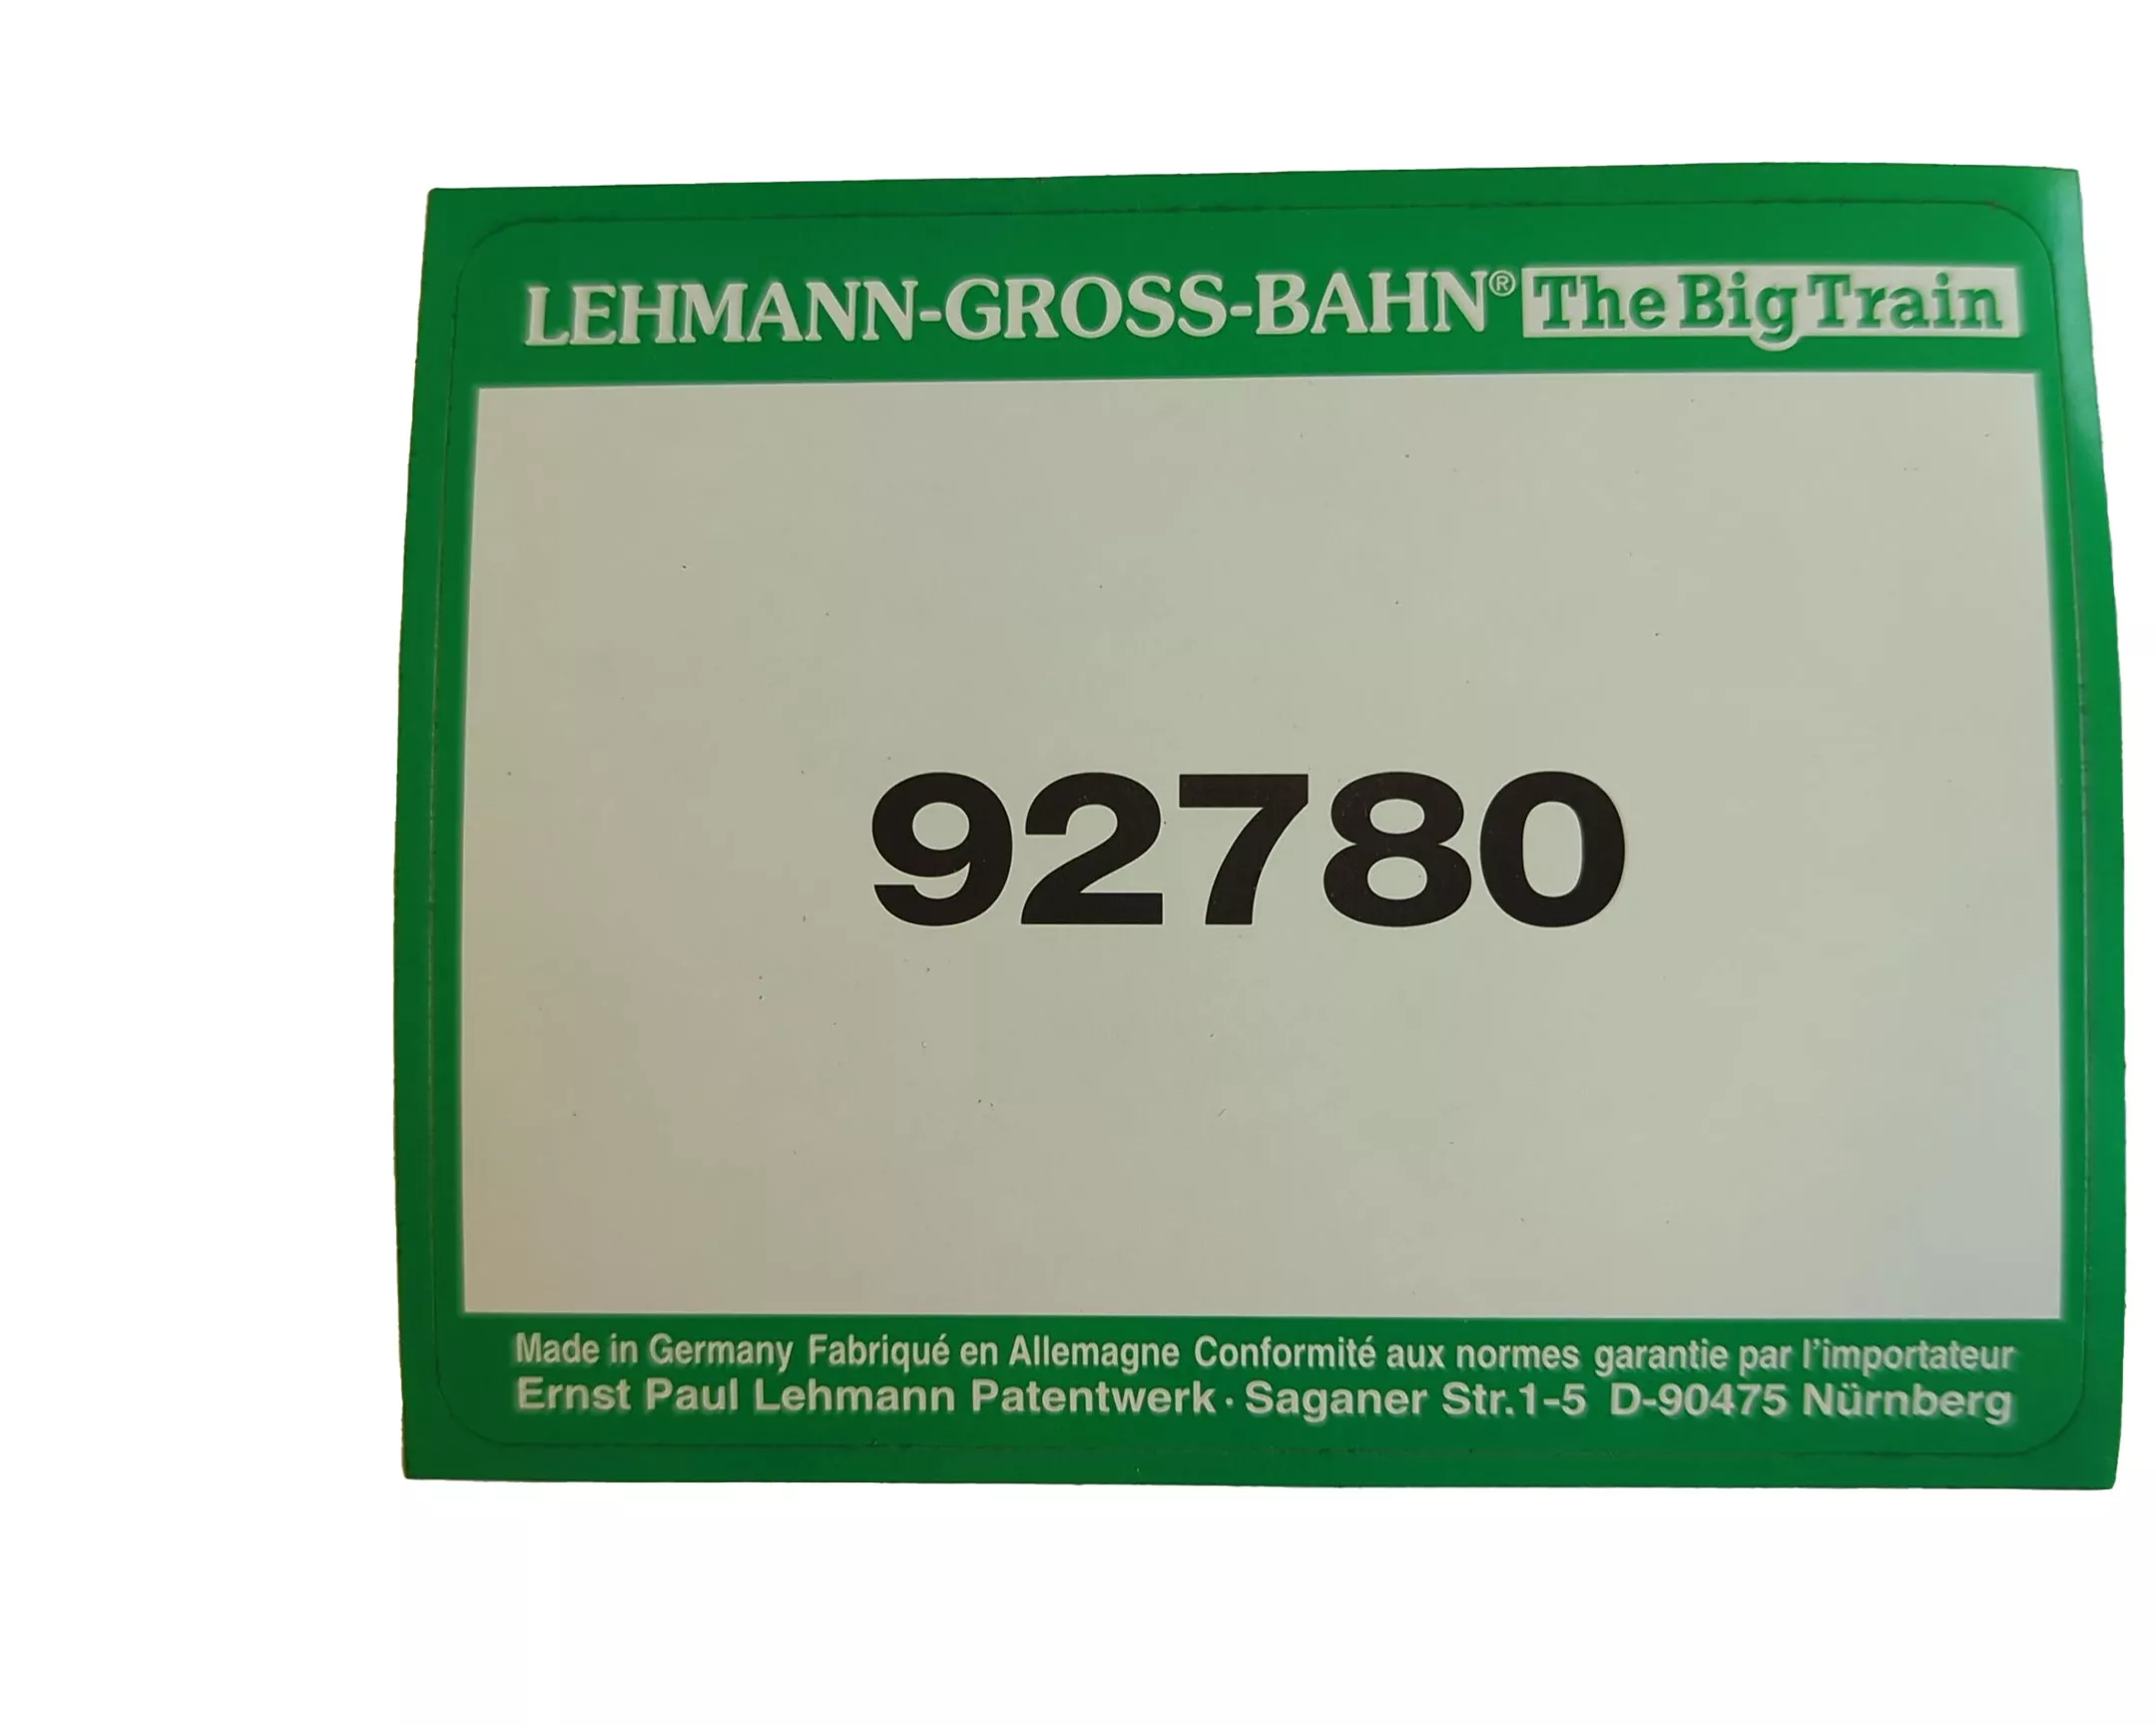 LEHMANN-GROSS-BAHN® The Big Train
92780
Made in Germany Fabriqué en Allemagne Conformité aux normes garantie par l'importateur
Ernst Paul Lehmann Patentwerk · Saganer Str.1-5 D-90475 Nürnberg